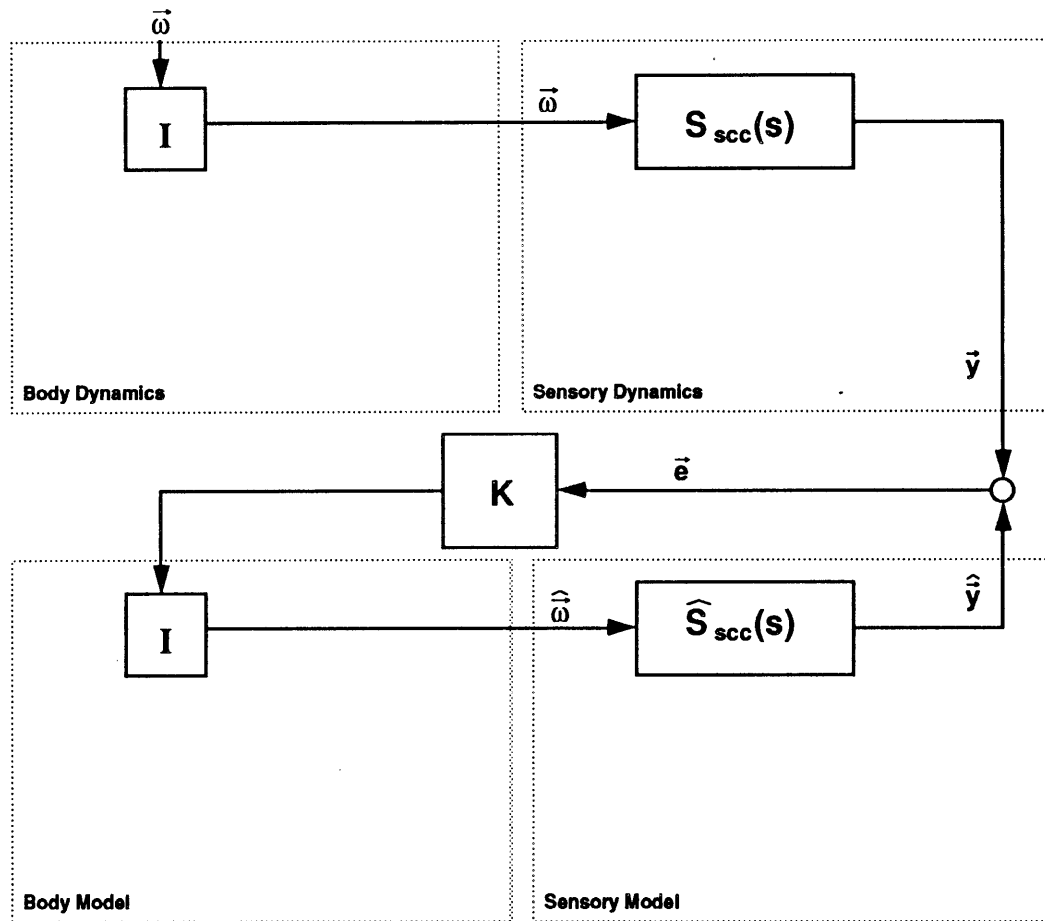 ω⃗
I
ω⃗
S scc(s)
y⃗
Body Dynamics
Sensory Dynamics
K
e⃗
I
ω⃗̂
Ŝ scc(s)
y⃗̂
Body Model
Sensory Model